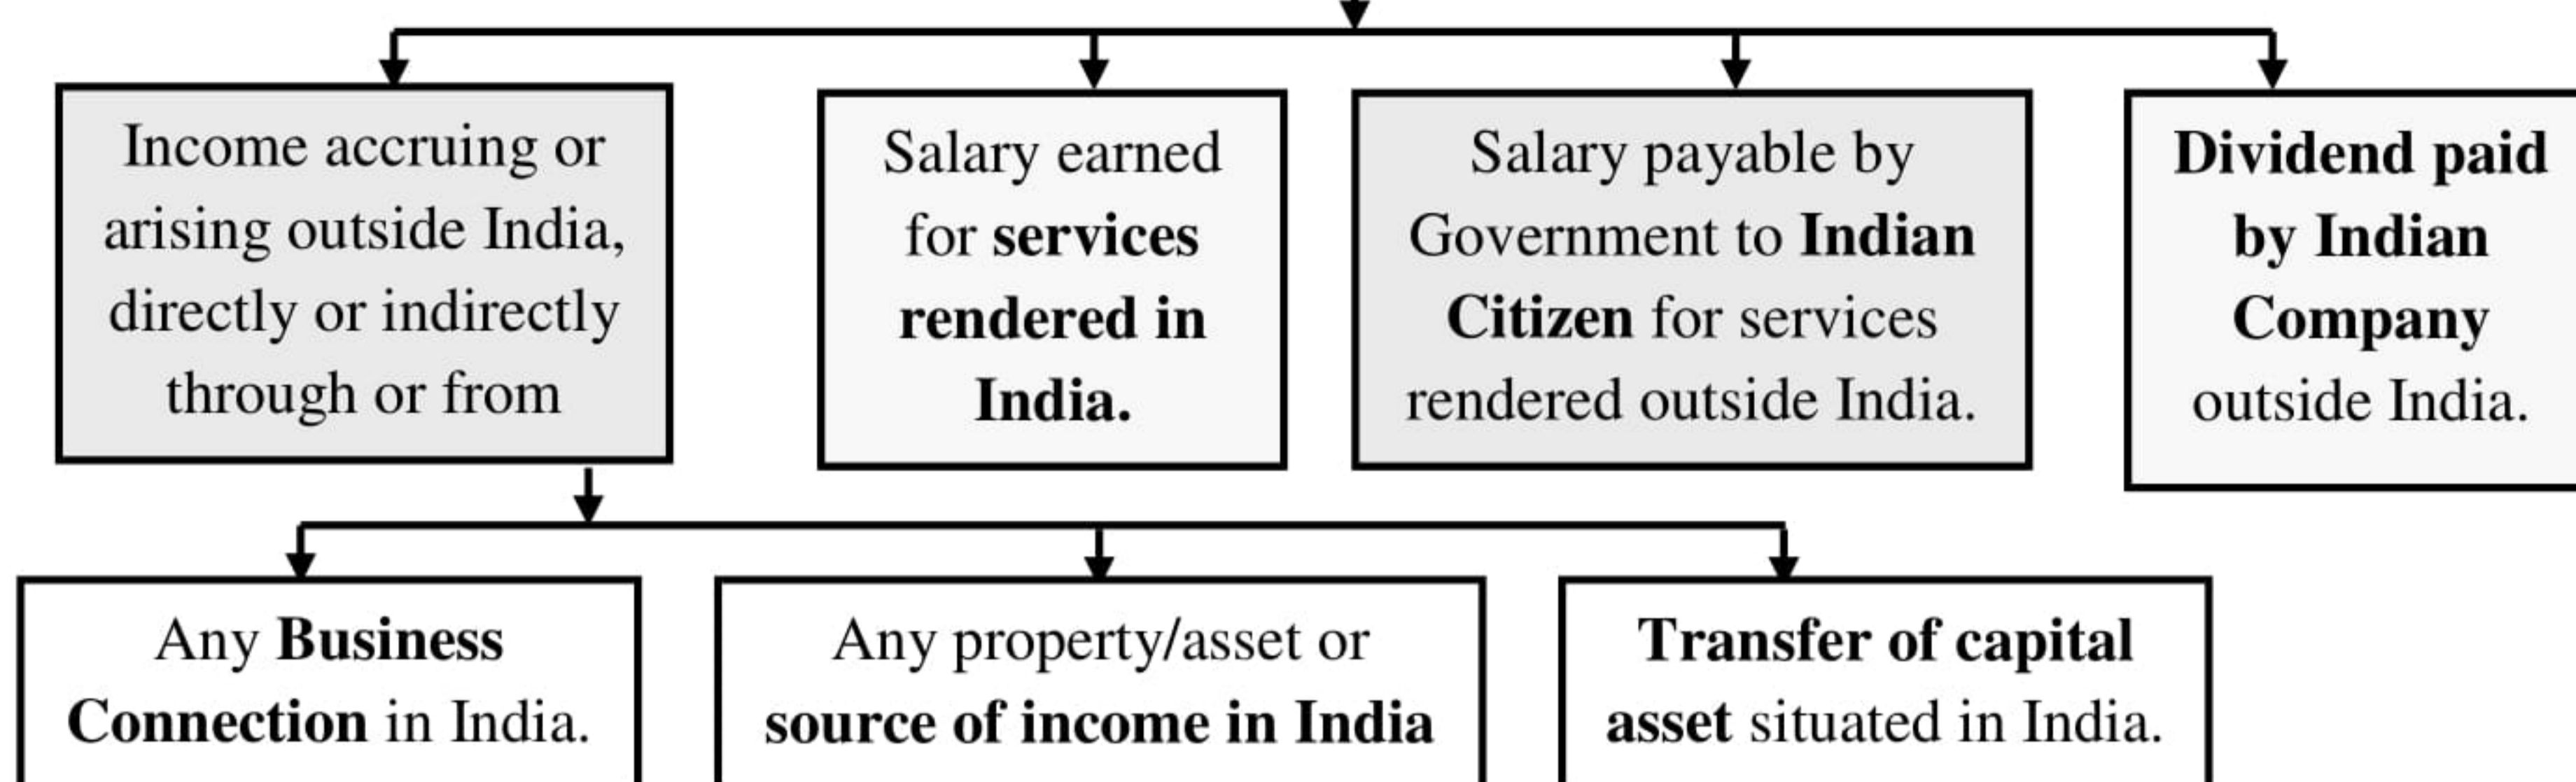 Income accruing or
arising outside India,
directly or indirectly
through or from
Salary earned
for services
rendered in
India.
Salary payable by
Government to Indian
Citizen for services
rendered outside India.
Dividend paid
by Indian
Company
outside India.
Any Business
Connection in India.
Any property/asset or
source of income in India
Transfer of capital
asset situated in India.